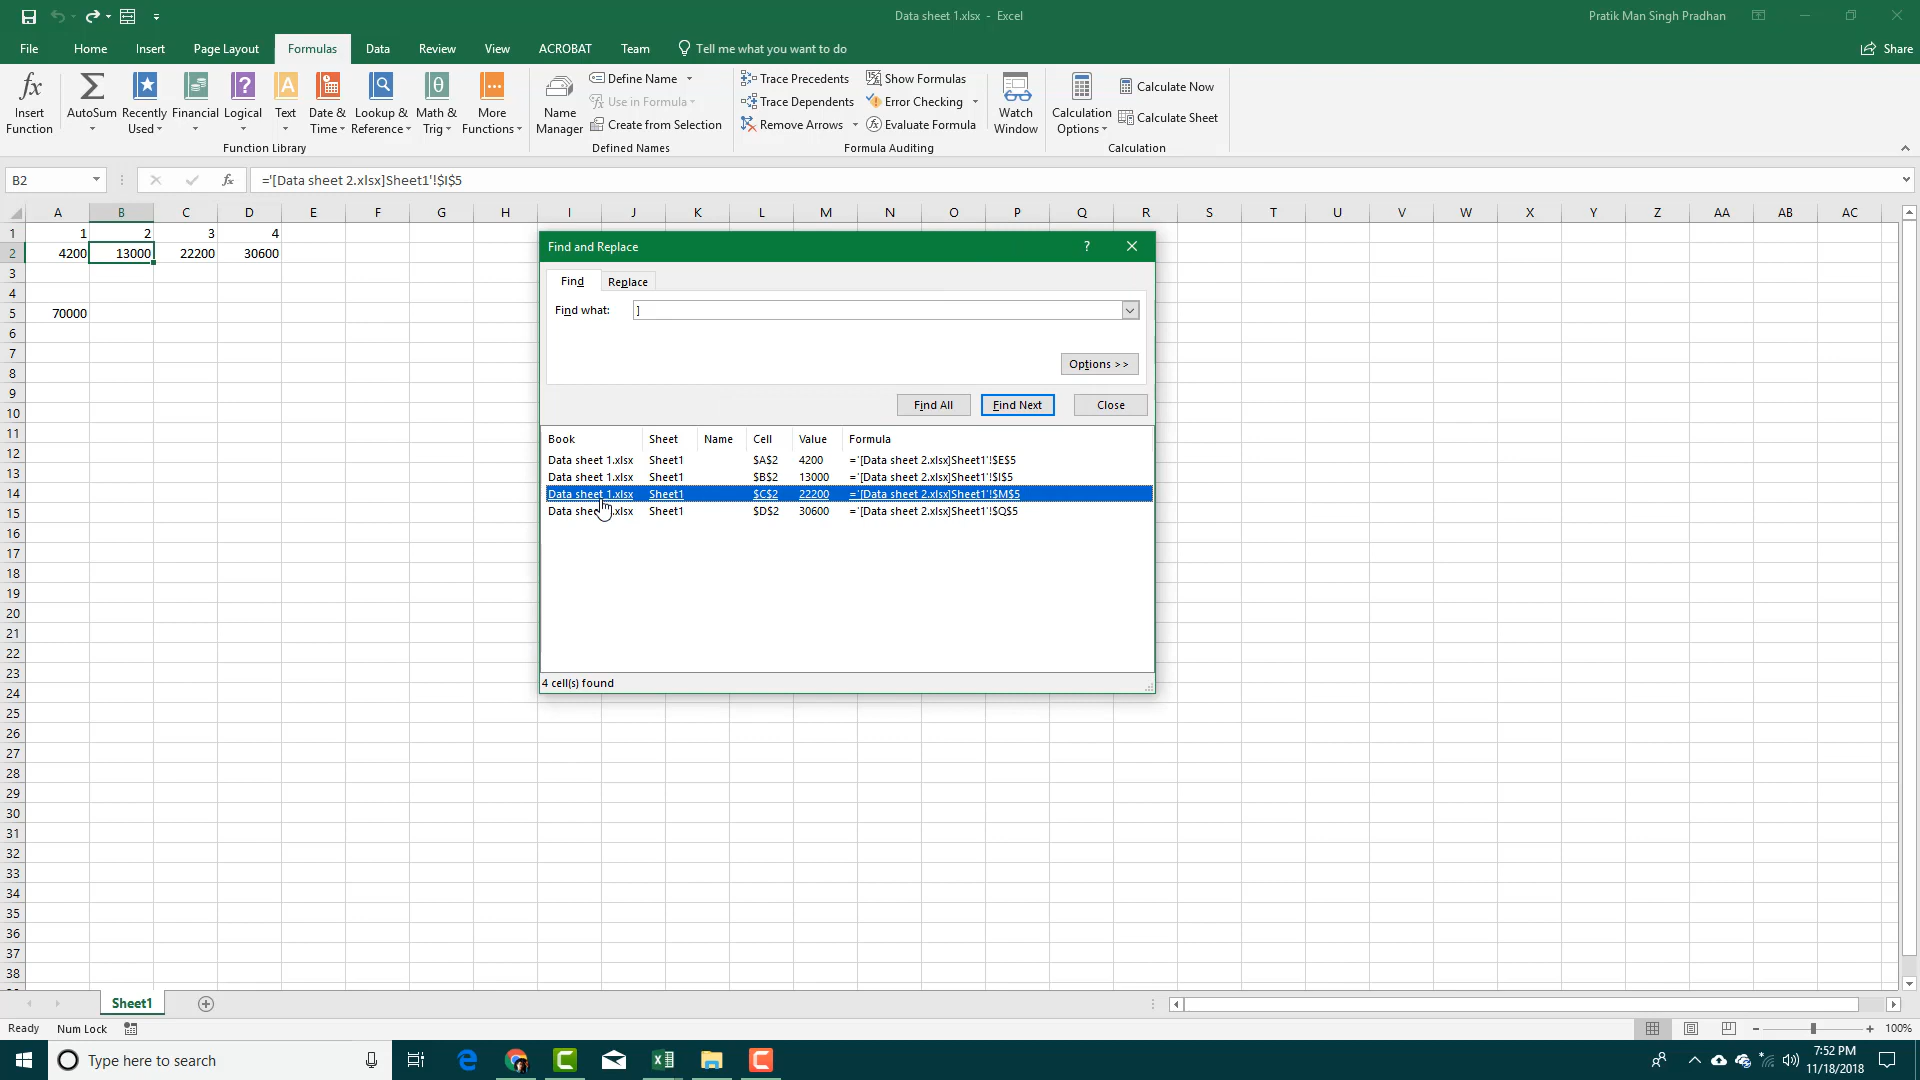 Data sheet 1.xlsx - Excel
Pratik Man Singh Pradhan
File Home Insert Page Layout Formulas Data Review View ACROBAT Team Tell me what you want to do Share
Insert Function
AutoSum
Recently Used
Financial
Logical
Text
Date & Time
Lookup & Reference
Math & Trig
More Functions
Function Library
Name Manager
Define Name
Use in Formula
Create from Selection
Defined Names
Trace Precedents
Trace Dependents
Remove Arrows
Show Formulas
Error Checking
Evaluate Formula
Formula Auditing
Watch Window
Calculation Options
Calculate Now
Calculate Sheet
Calculation
B2 fx ='[Data sheet 2.xlsx]Sheet1'!$I$5
A B C D E F G H I J K L M N O P Q R S T U V W X Y Z AA AB AC
1 1 2 3 4
2 4200 13000 22200 30600
3
4
5 70000
6
7
8
9
10
11
12
13
14
15
16
17
18
19
20
21
22
23
24
25
26
27
28
29
30
31
32
33
34
35
36
37
38
Find and Replace ?
Find Replace
Find what: ]
Options >>
Find All Find Next Close
Book Sheet Name Cell Value Formula
Data sheet 1.xlsx Sheet1 $A$2 4200 ='[Data sheet 2.xlsx]Sheet1'!$E$5
Data sheet 1.xlsx Sheet1 $B$2 13000 ='[Data sheet 2.xlsx]Sheet1'!$I$5
Data sheet 1.xlsx Sheet1 $C$2 22200 ='[Data sheet 2.xlsx]Sheet1'!$M$5
Data sheet .xlsx Sheet1 $D$2 30600 ='[Data sheet 2.xlsx]Sheet1'!$Q$5
4 cell(s) found
Sheet1
Ready Num Lock 100%
Type here to search
7:52 PM
11/18/2018